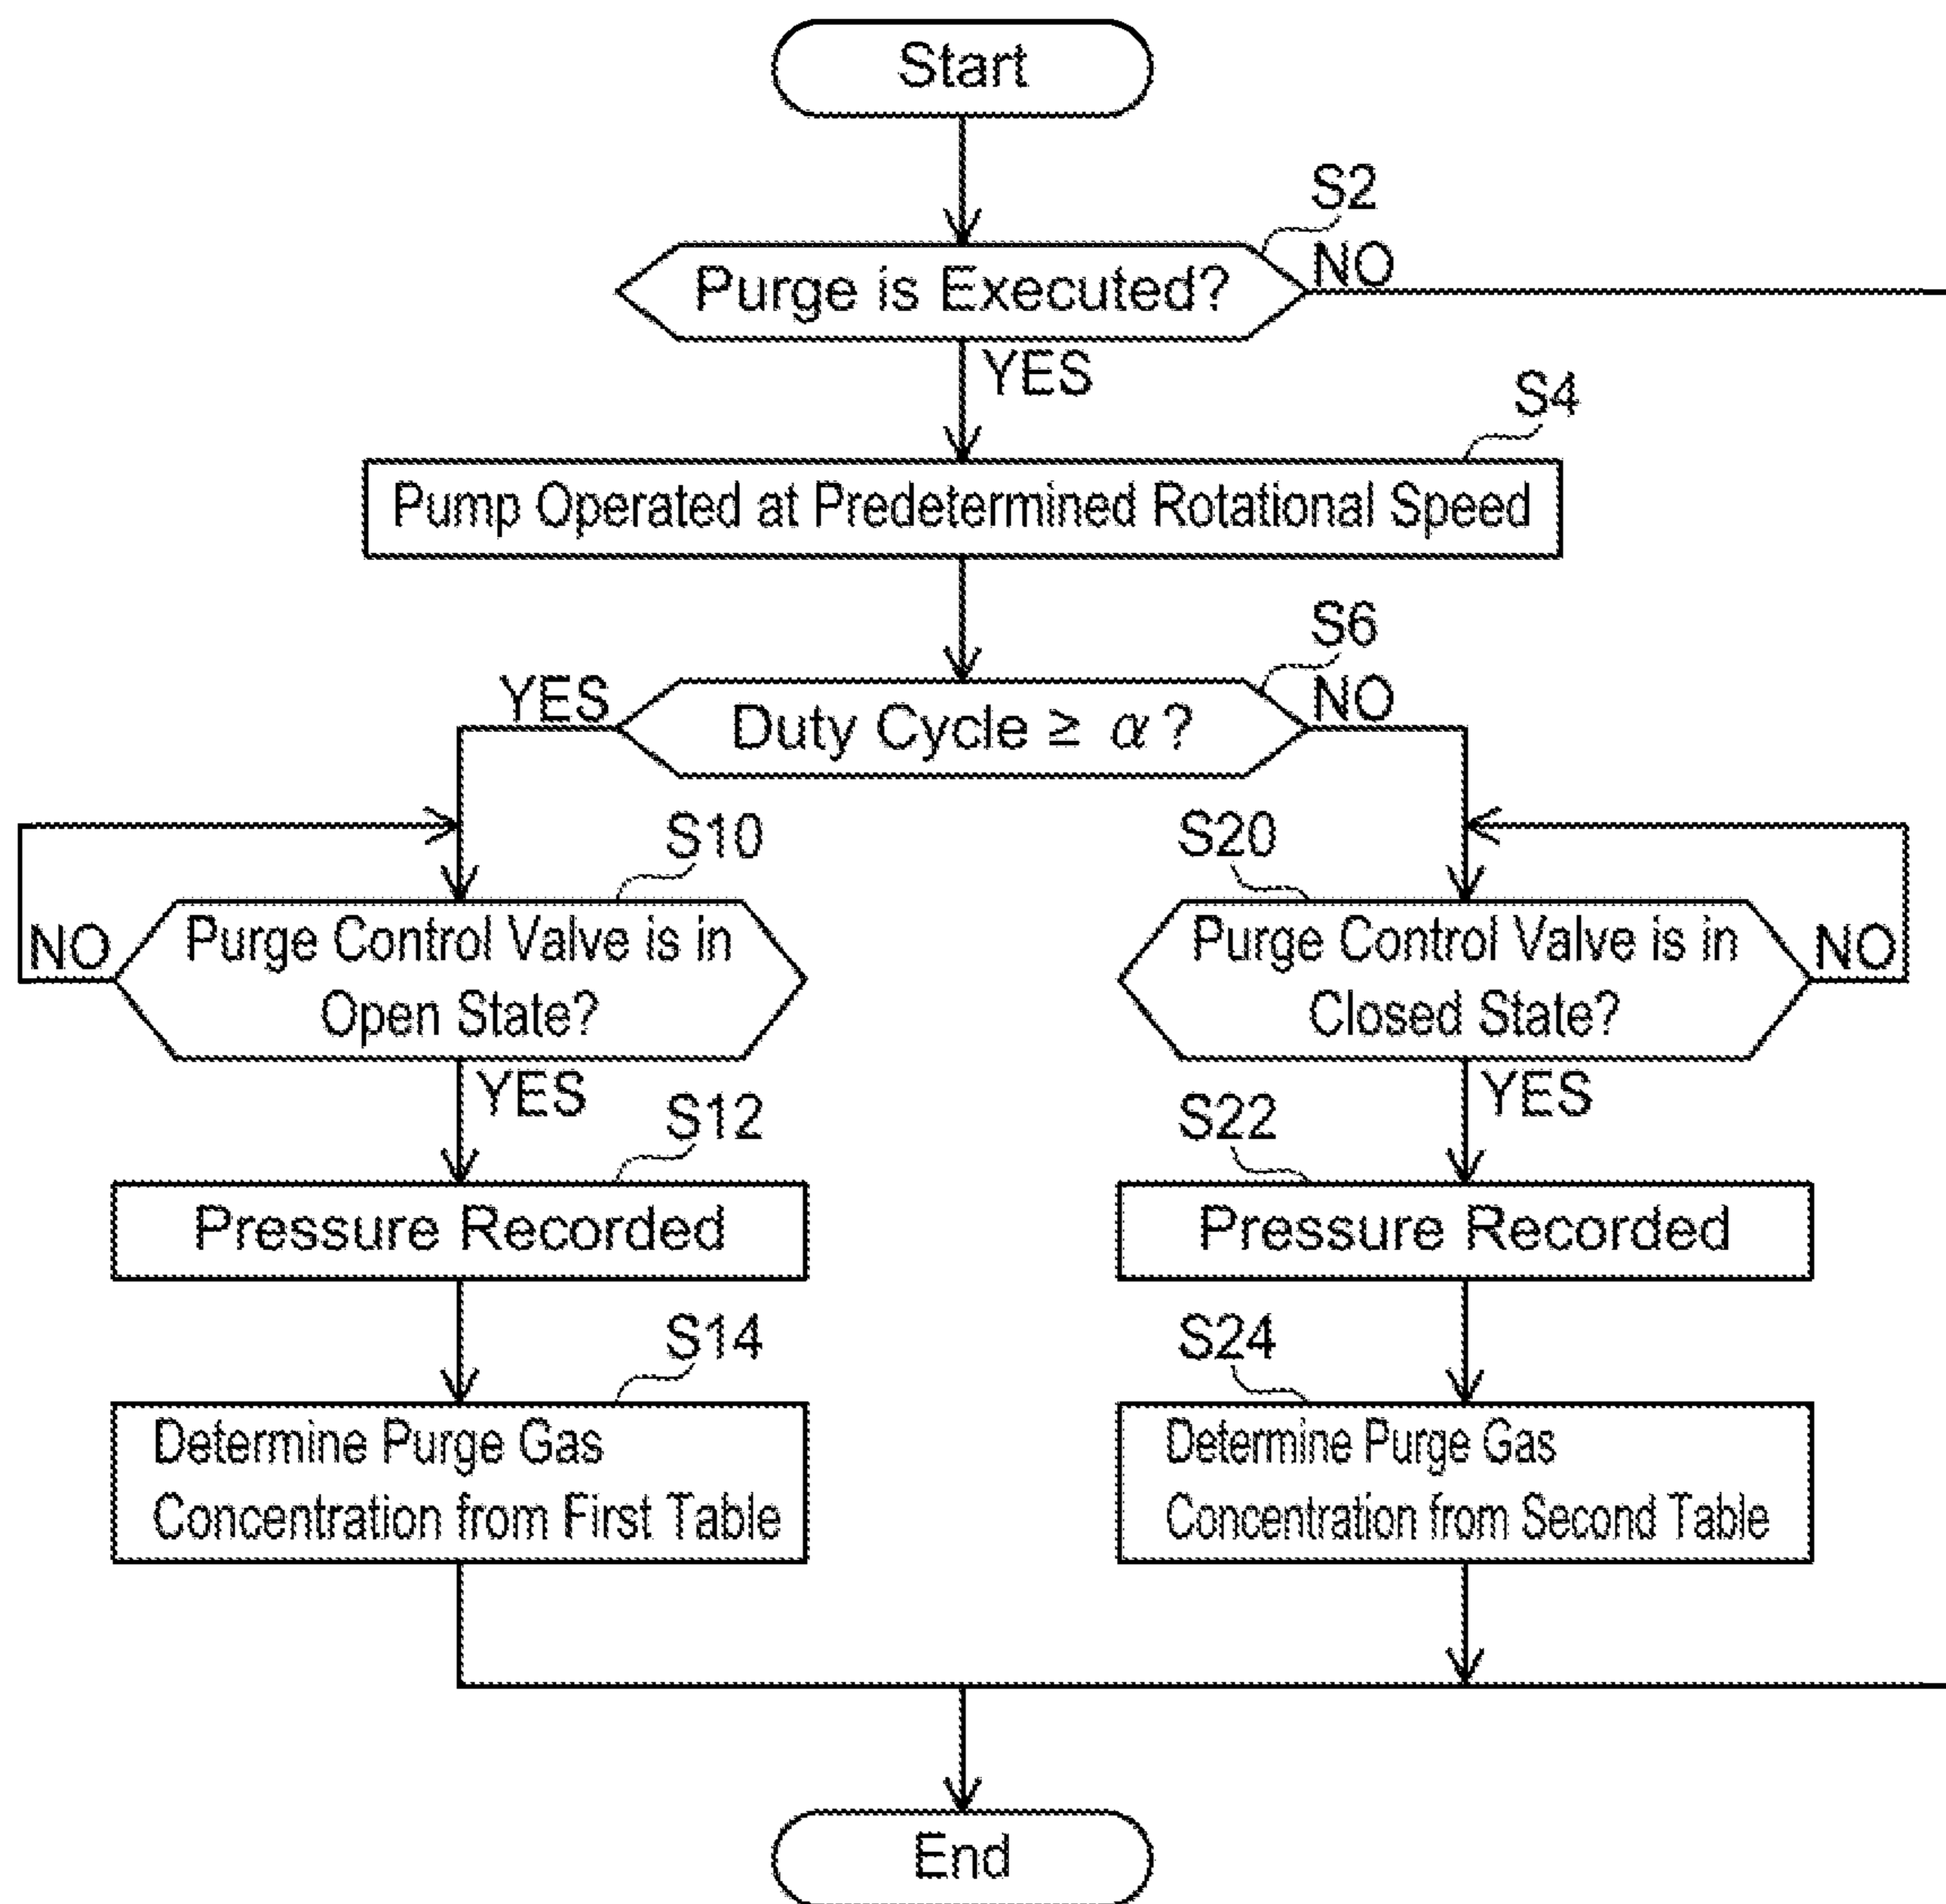 Start
S2
Purge is Executed?
NO
YES
S4
Pump Operated at Predetermined Rotational Speed
S6
YES
Duty Cycle ≥ α?
NO
S10
S20
NO
Purge Control Valve is in
Open State?
Purge Control Valve is in
Closed State?
NO
YES
YES
S12
S22
Pressure Recorded
Pressure Recorded
S14
S24
Determine Purge Gas
Concentration from First Table
Determine Purge Gas
Concentration from Second Table
End